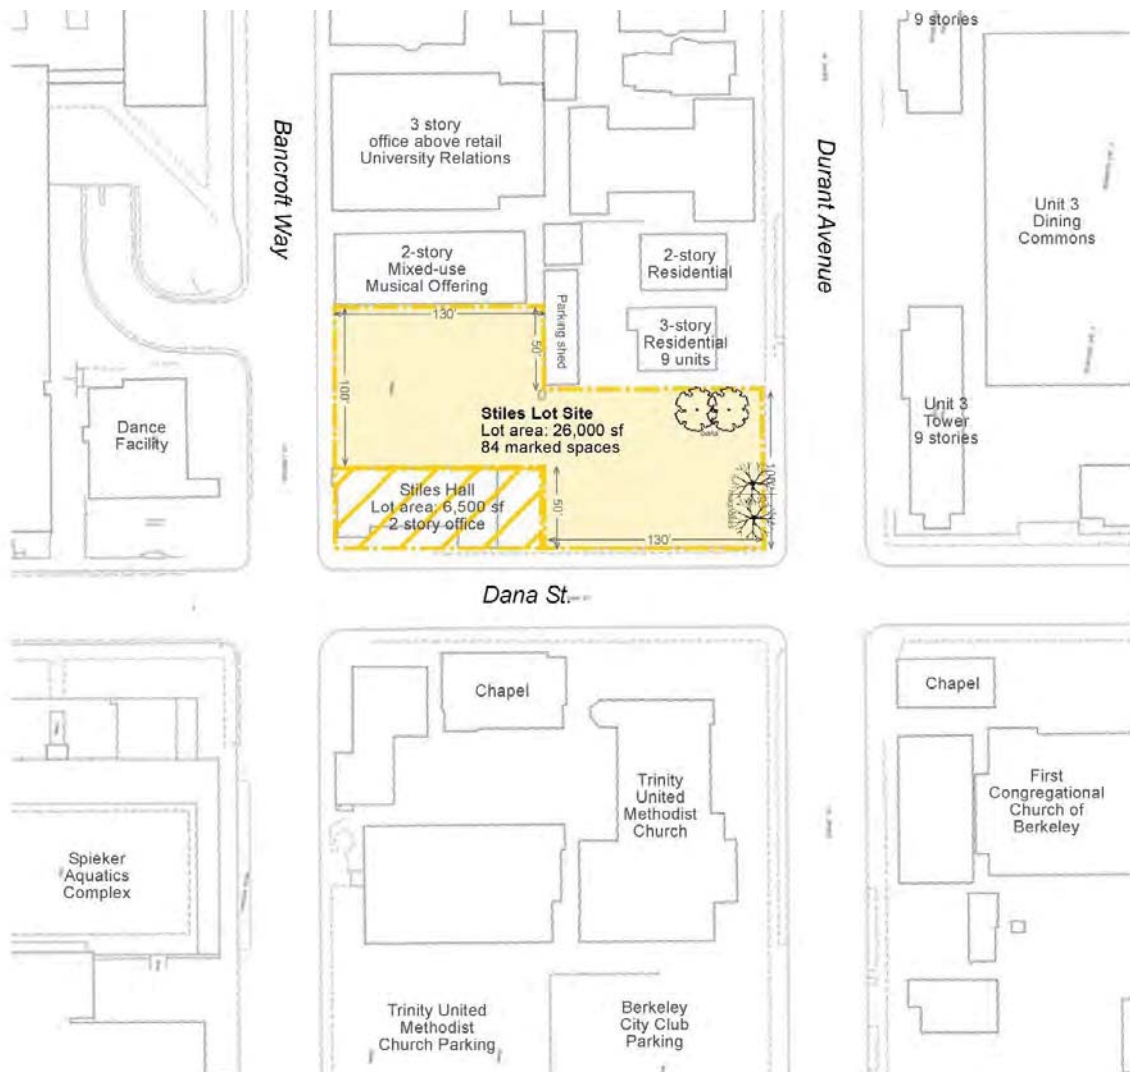 9 stories
Bancroft Way
3 story
office above retail
University Relations
Durant Avenue
Unit 3
Dining
Commons
2-story
Mixed-use
Musical Offering
2-story
Residential
130'
50'
Parking shed
3-story
Residential
9 units
100'
Stiles Lot Site
Lot area: 26,000 sf
84 marked spaces
Dance
Facility
Unit 3
Tower
9 stories
100'
Stiles Hall
Lot area: 6,500 sf
2 story office
50'
130'
Dana St.
Chapel
Chapel
Trinity
United
Methodist
Church
First
Congregational
Church of
Berkeley
Spieker
Aquatics
Complex
Trinity United
Methodist
Church Parking
Berkeley
City Club
Parking